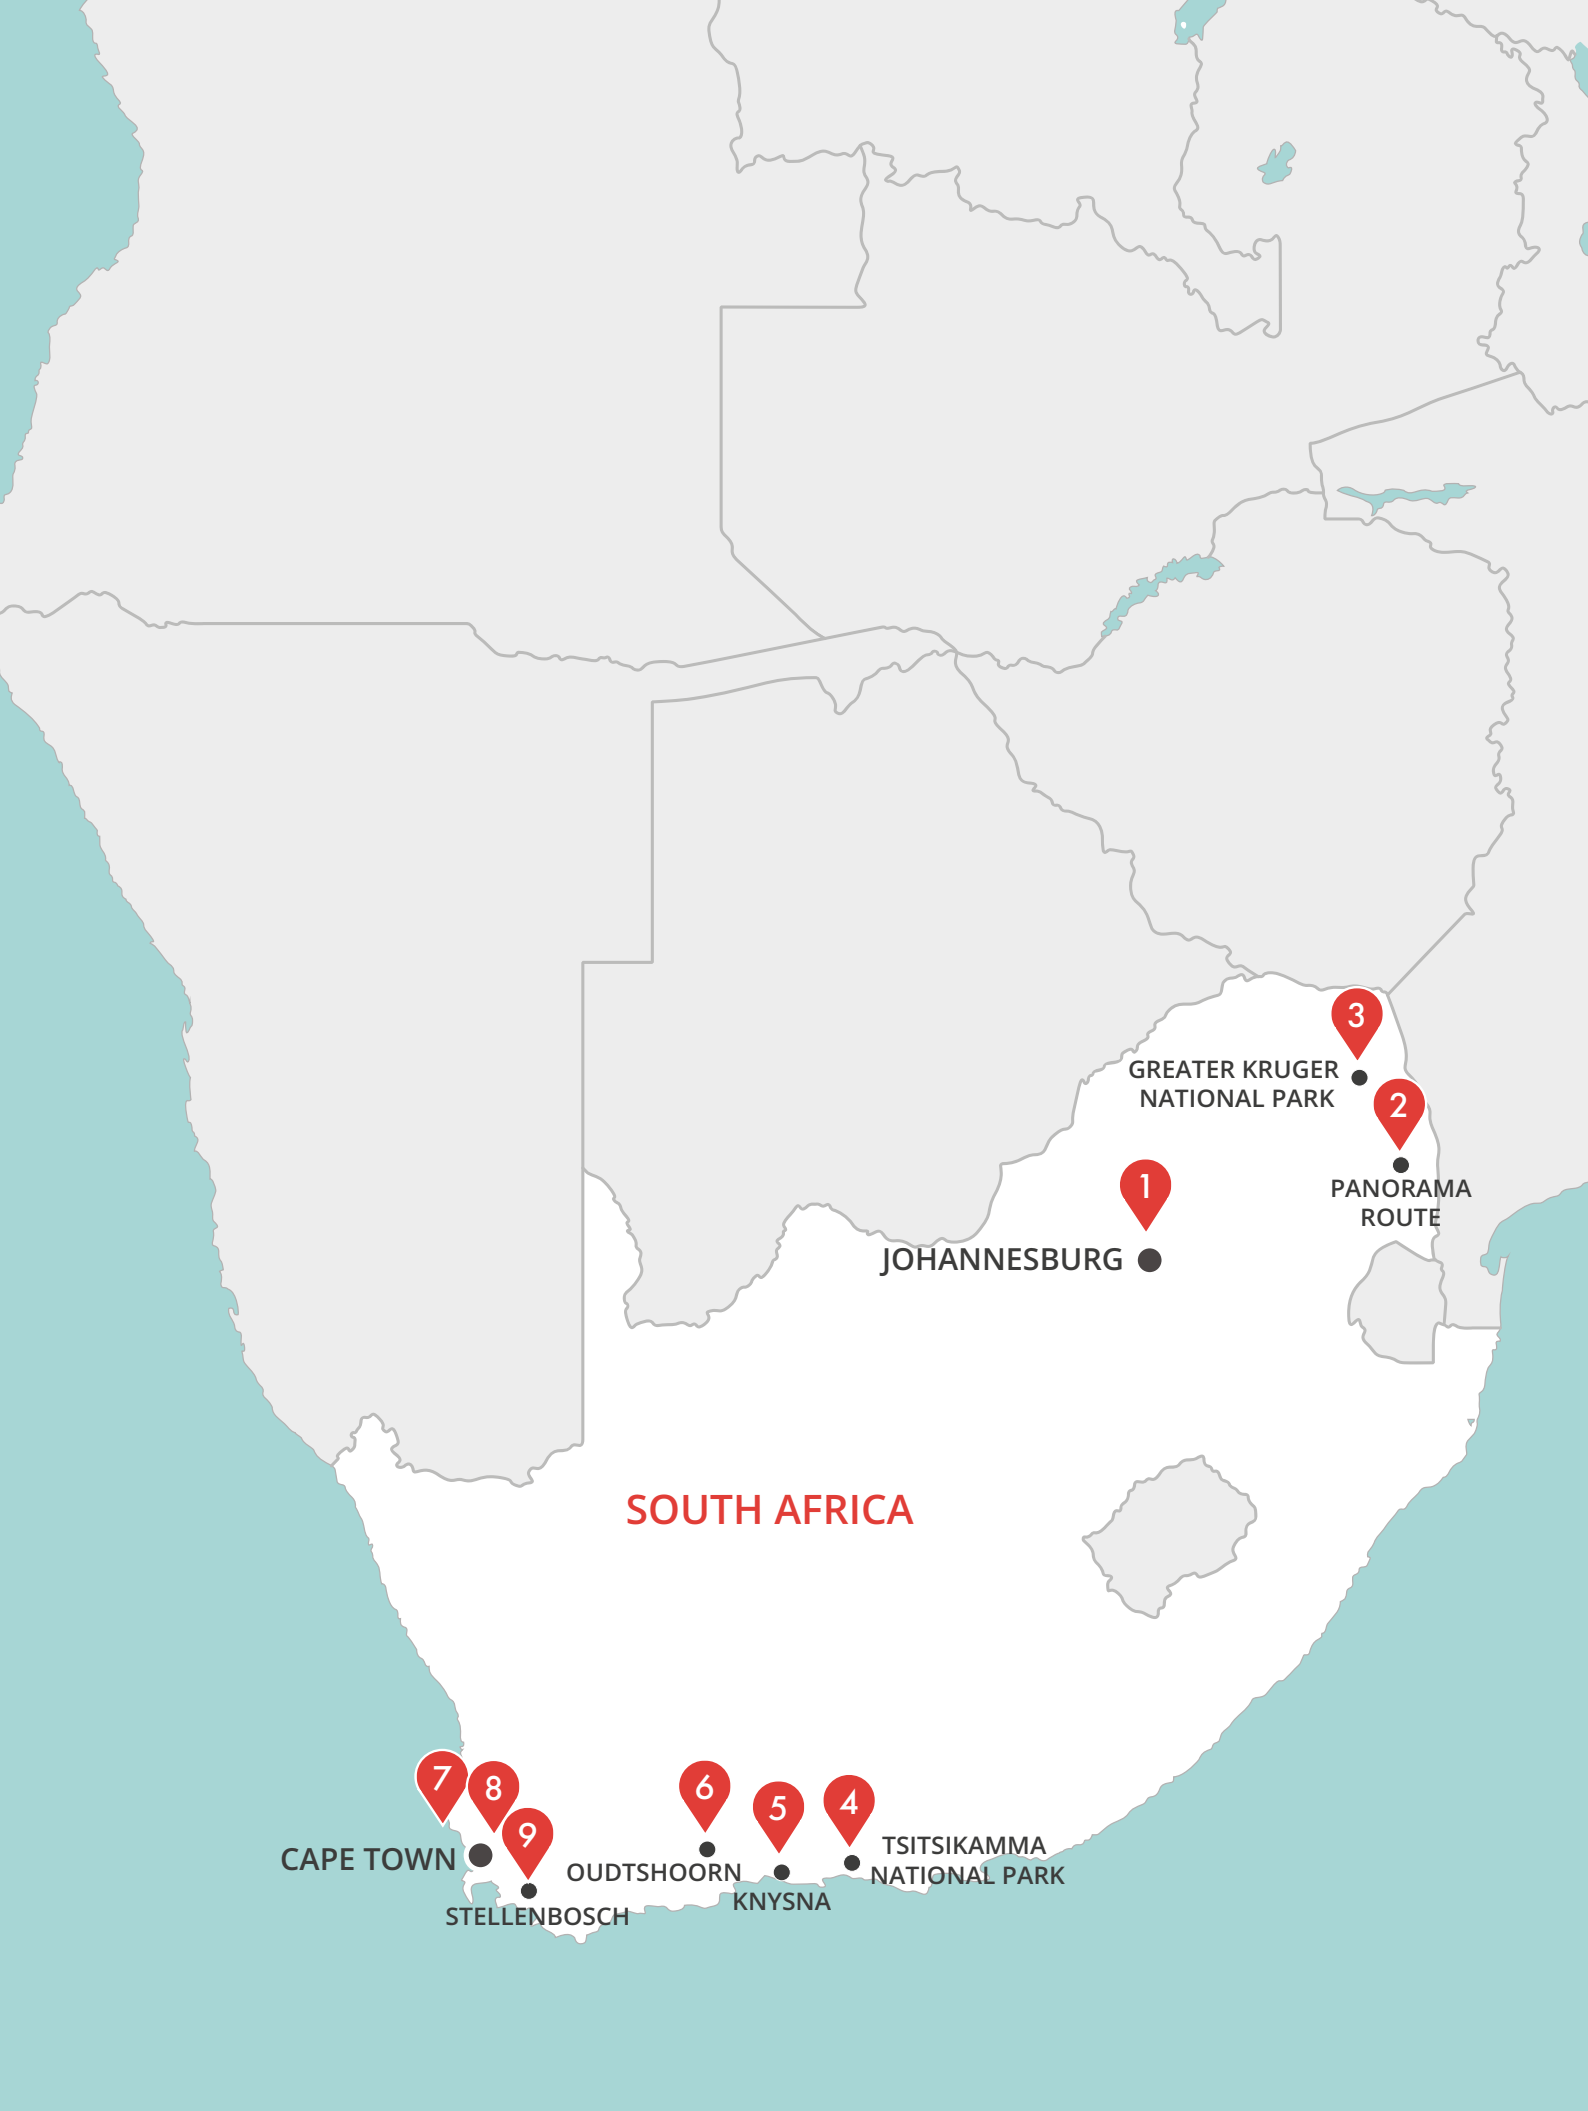 3
GREATER KRUGER
NATIONAL PARK
2
PANORAMA
ROUTE
1
JOHANNESBURG
SOUTH AFRICA
7
8
9
6
5
4
CAPE TOWN
STELLENBOSCH
OUDTSHOORN
KNYSNA
TSITSIKAMMA
NATIONAL PARK